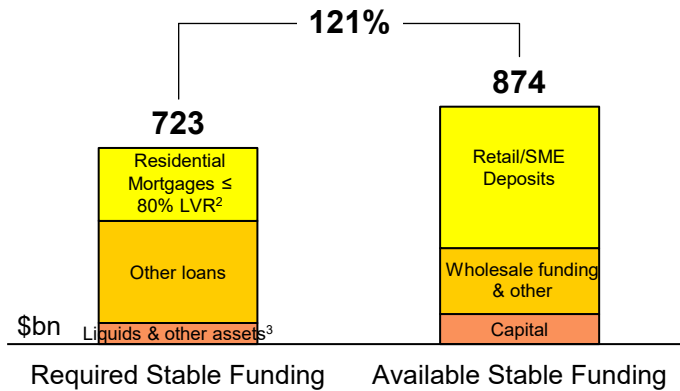 121%
874
723
Residential
Mortgages ≤
80% LVR²
Retail/SME
Deposits
Other loans
Wholesale funding
& other
$bn
Liquids & other assets³
Capital
Required Stable Funding
Available Stable Funding